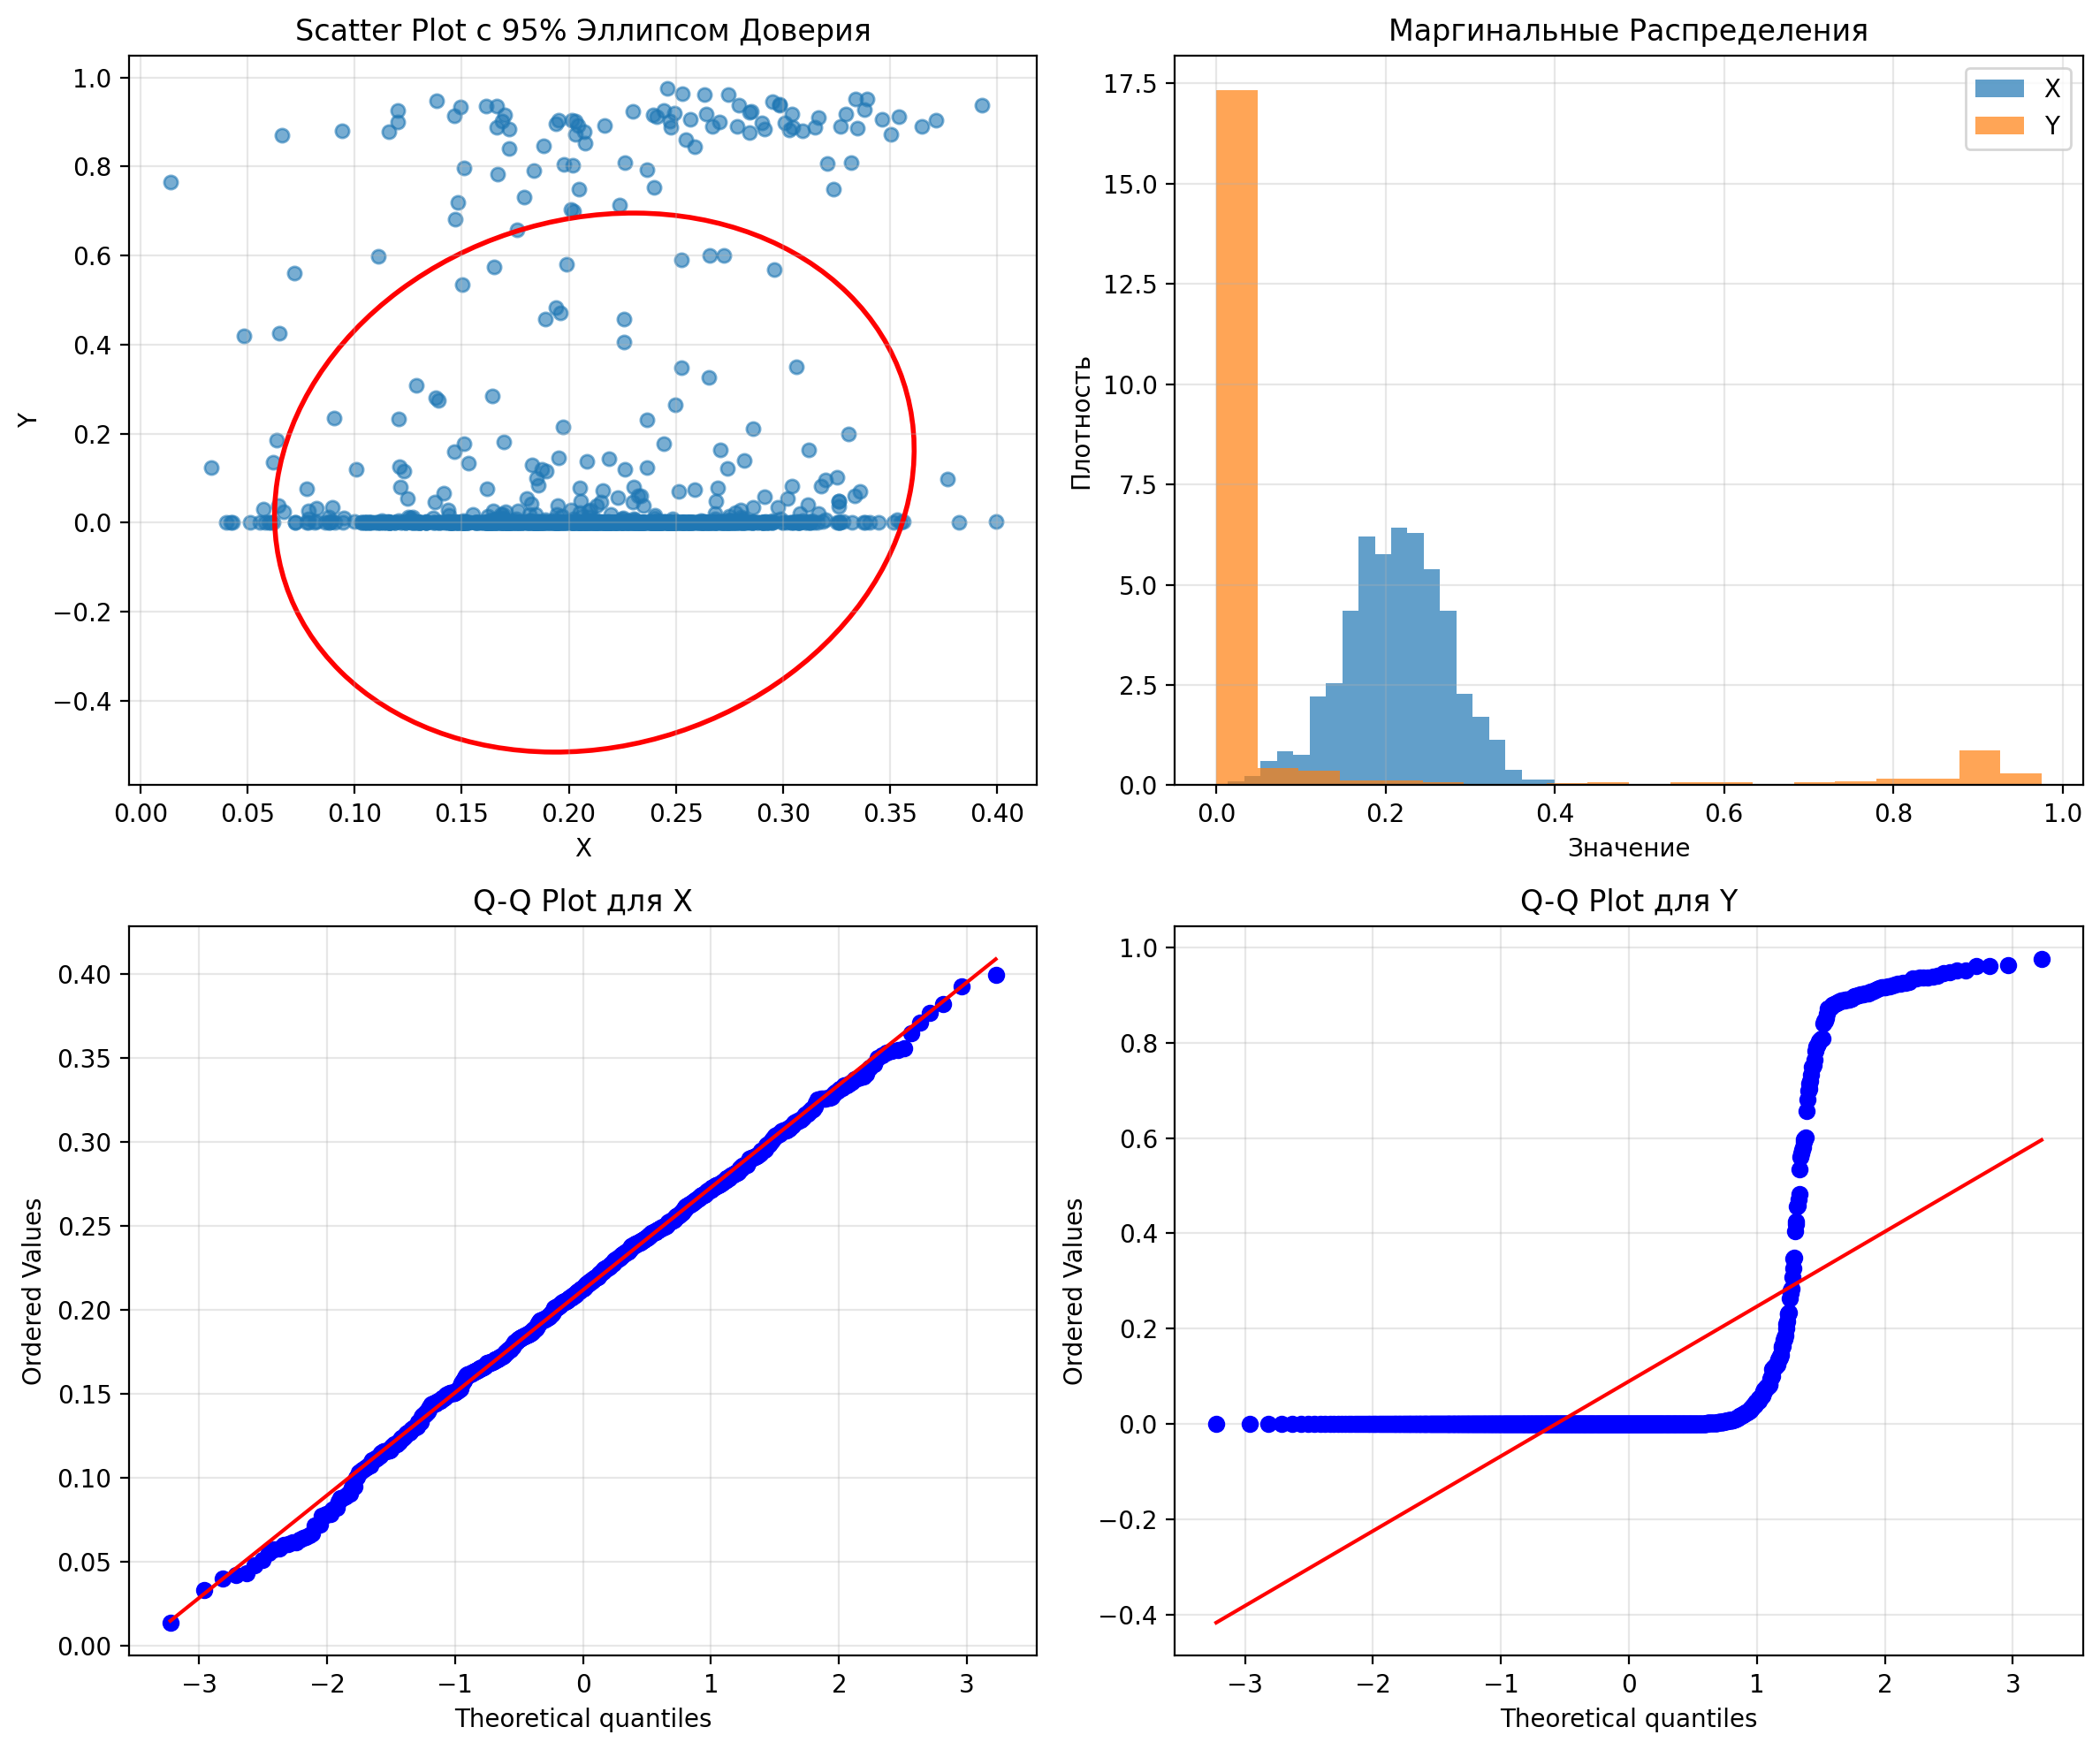 Scatter Plot с 95% Эллипсом Доверия
1.0
0.8
0.6
0.4
0.2
0.0
−0.2
−0.4
Y
0.00 0.05 0.10 0.15 0.20 0.25 0.30 0.35 0.40
X
Маргинальные Распределения
17.5
15.0
12.5
10.0
7.5
5.0
2.5
0.0
Плотность
X
Y
0.0 0.2 0.4 0.6 0.8 1.0
Значение
Q-Q Plot для X
0.40
0.35
0.30
0.25
0.20
0.15
0.10
0.05
0.00
Ordered Values
−3 −2 −1 0 1 2 3
Theoretical quantiles
Q-Q Plot для Y
1.0
0.8
0.6
0.4
0.2
0.0
−0.2
−0.4
Ordered Values
−3 −2 −1 0 1 2 3
Theoretical quantiles